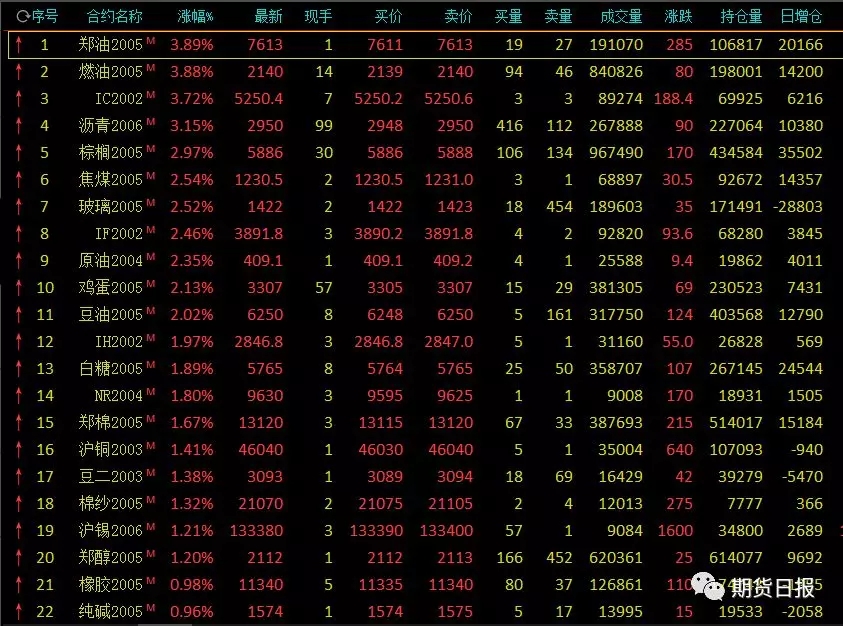 序号 合约名称 涨幅% 最新 现手 买价 卖价 买量 卖量 成交量 涨跌 持仓量 日增仓
↑ 1 郑油2005 M 3.89% 7613 1 7611 7613 19 27 191070 285 106817 20166
↑ 2 燃油2005 M 3.88% 2140 14 2139 2140 94 46 840826 80 198001 14200
↑ 3 IC2002 M 3.72% 5250.4 7 5250.2 5250.6 3 3 89274 188.4 69925 6216
↑ 4 沥青2006 M 3.15% 2950 99 2948 2950 416 112 267888 90 227064 10380
↑ 5 棕榈2005 M 2.97% 5886 30 5886 5888 106 134 967490 170 434584 35502
↑ 6 焦煤2005 M 2.54% 1230.5 2 1230.5 1231.0 3 1 68897 30.5 92672 14357
↑ 7 玻璃2005 M 2.52% 1422 2 1422 1423 18 454 189603 35 171491 -28803
↑ 8 IF2002 M 2.46% 3891.8 3 3890.2 3891.8 4 2 92820 93.6 68280 3845
↑ 9 原油2004 M 2.35% 409.1 1 409.1 409.2 4 1 25588 9.4 19862 4011
↑ 10 鸡蛋2005 M 2.13% 3307 57 3305 3307 15 29 381305 69 230523 7431
↑ 11 豆油2005 M 2.02% 6250 8 6248 6250 5 161 317750 124 403568 12790
↑ 12 IH2002 M 1.97% 2846.8 3 2846.8 2847.0 5 1 31160 55.0 26828 569
↑ 13 白糖2005 M 1.89% 5765 8 5764 5765 25 50 358707 107 267145 24544
↑ 14 NR2004 M 1.80% 9630 3 9595 9625 1 1 9008 170 18931 1505
↑ 15 郑棉2005 M 1.67% 13120 3 13115 13120 67 33 387693 215 514017 15184
↑ 16 沪铜2003 M 1.41% 46040 1 46030 46040 5 1 35004 640 107093 -940
↑ 17 豆二2003 M 1.38% 3093 1 3089 3094 18 69 16429 42 39279 -5470
↑ 18 棉纱2005 M 1.32% 21070 2 21075 21105 2 4 12013 275 7777 366
↑ 19 沪锡2006 M 1.21% 133380 3 133390 133400 57 1 9084 1600 34800 2689
↑ 20 郑醇2005 M 1.20% 2112 1 2112 2113 166 452 620361 25 614077 9692
↑ 21 橡胶2005 M 0.98% 11340 5 11335 11340 80 37 126861 110 期货日报
↑ 22 纯碱2005 M 0.96% 1574 1 1574 1575 5 17 13995 15 19533 -2058